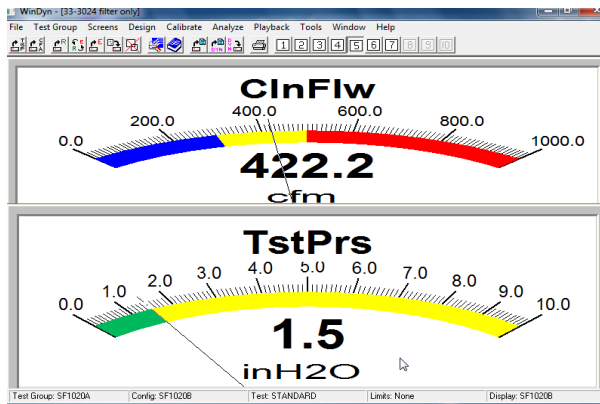 WinDyn - [33-3024 filter only]
File Test Group Screens Design Calibrate Analyze Playback Tools Window Help
1 2 3 4 5 6 7 8 9 10
ClnFlw
0.0 200.0 400.0 600.0 800.0 1000.0
422.2
cfm
TstPrs
0.0 1.0 2.0 3.0 4.0 5.0 6.0 7.0 8.0 9.0 10.0
1.5
inH2O
Test Group: SF1020A Config: SF1020B Test: STANDARD Limits: None Display: SF1020B